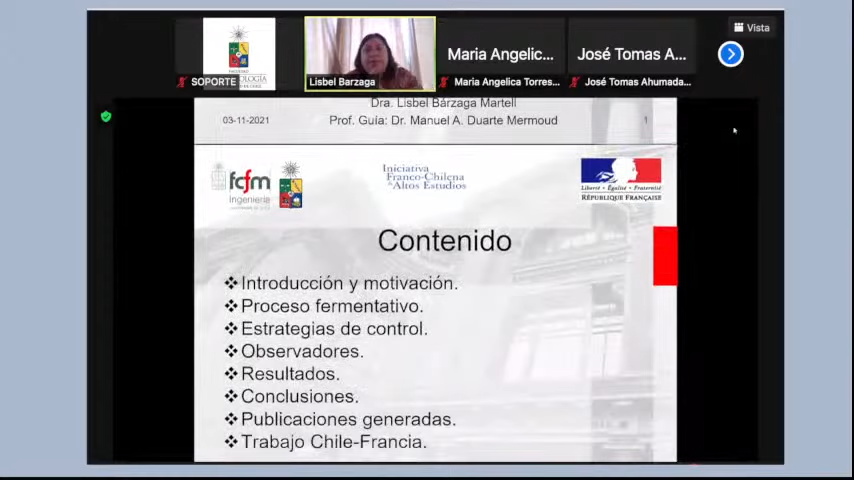 Vista
Maria Angelic...
José Tomas A...
FACULTAD
SOPORTE
Lisbel Barzaga
Maria Angelica Torres...
José Tomas Ahumada...
Dra. Lisbel Bárzaga Martell
03-11-2021
Prof. Guía: Dr. Manuel A. Duarte Mermoud
1
fcfm
Ingeniería
Iniciativa
Franco-Chilena
de Altos Estudios
Liberté • Égalité • Fraternité
RÉPUBLIQUE FRANÇAISE
Contenido
❖Introducción y motivación.
❖Proceso fermentativo.
❖Estrategias de control.
❖Observadores.
❖Resultados.
❖Conclusiones.
❖Publicaciones generadas.
❖Trabajo Chile-Francia.